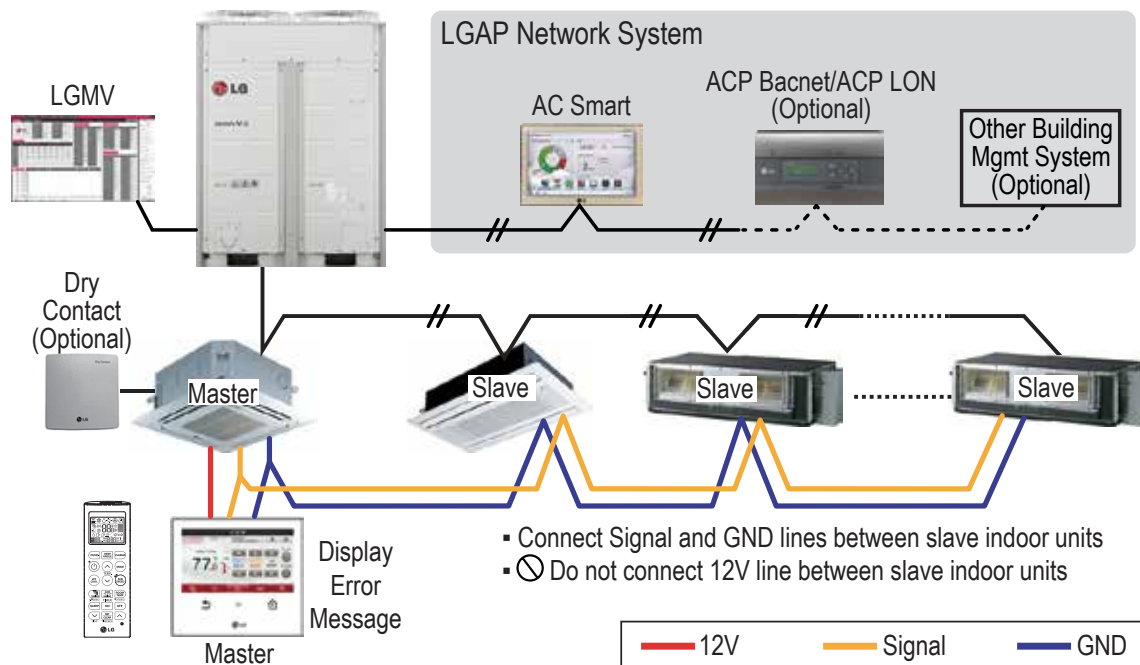 LGAP Network System
LGMV
LG
AC Smart
ACP Bacnet/ACP LON
(Optional)
Other Building
Mgmt System
(Optional)
Dry
Contact
(Optional)
Master
Slave
Slave
Slave
LG
77
Display
Error
Message
Master
LG
LG
▪ Connect Signal and GND lines between slave indoor units
▪ Do not connect 12V line between slave indoor units
12V
Signal
GND